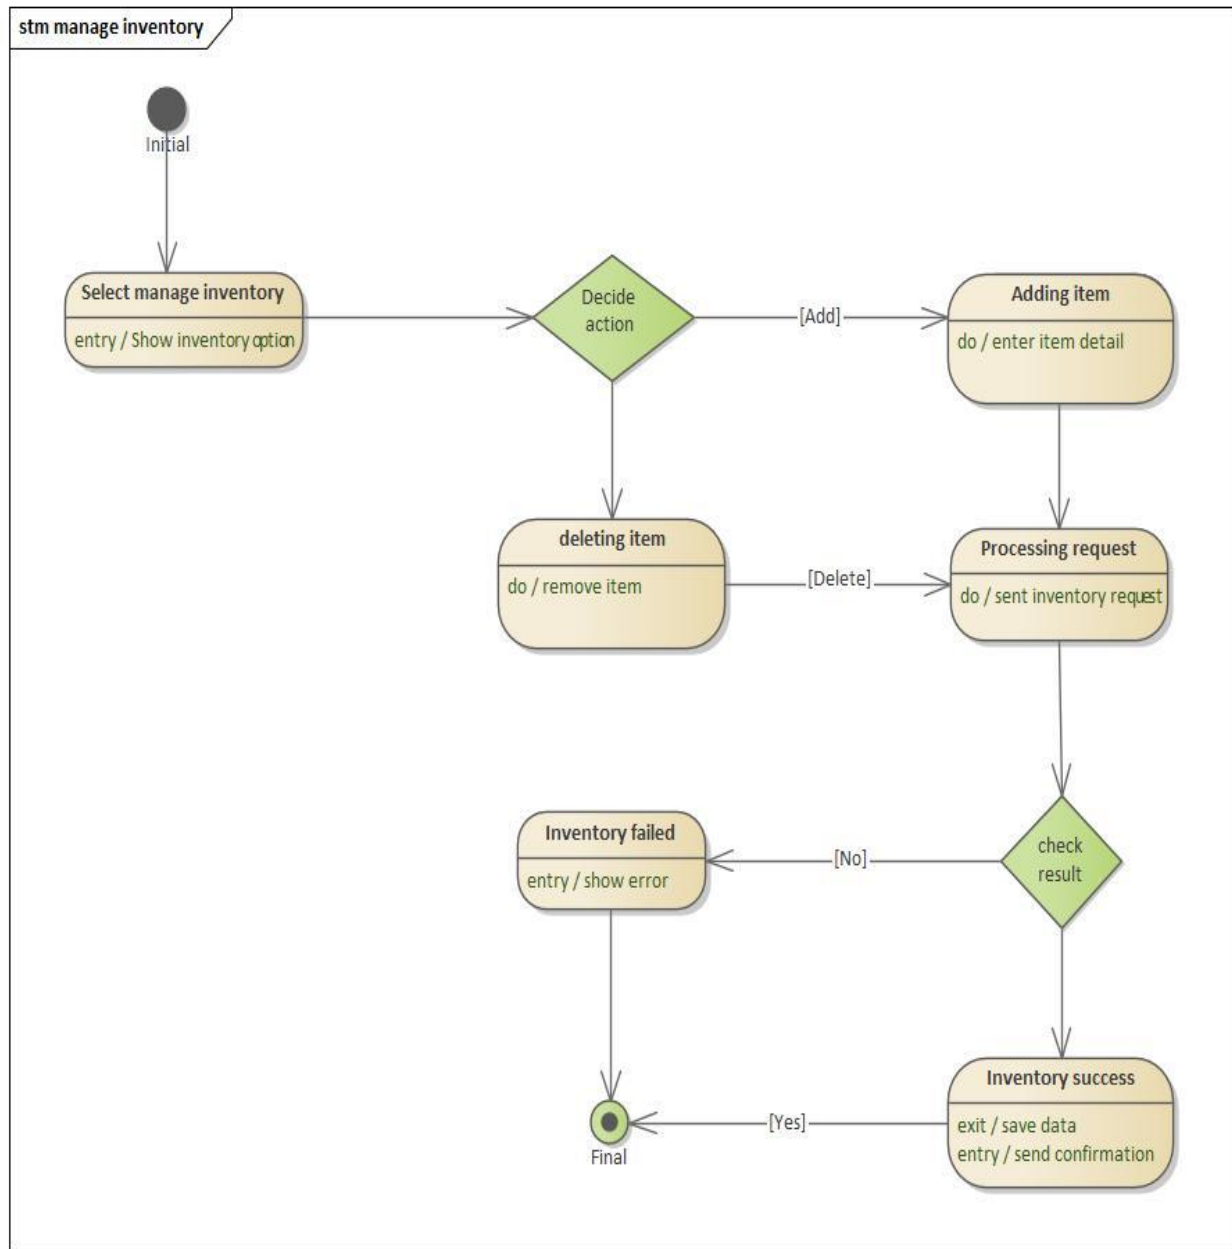 stm manage inventory
Initial
Select manage inventory
entry / Show inventory option
Decide
action
[Add]
Adding item
do / enter item detail
deleting item
do / remove item
[Delete]
Processing request
do / sent inventory request
check
result
[No]
Inventory failed
entry / show error
Inventory success
exit / save data
entry / send confirmation
[Yes]
Final